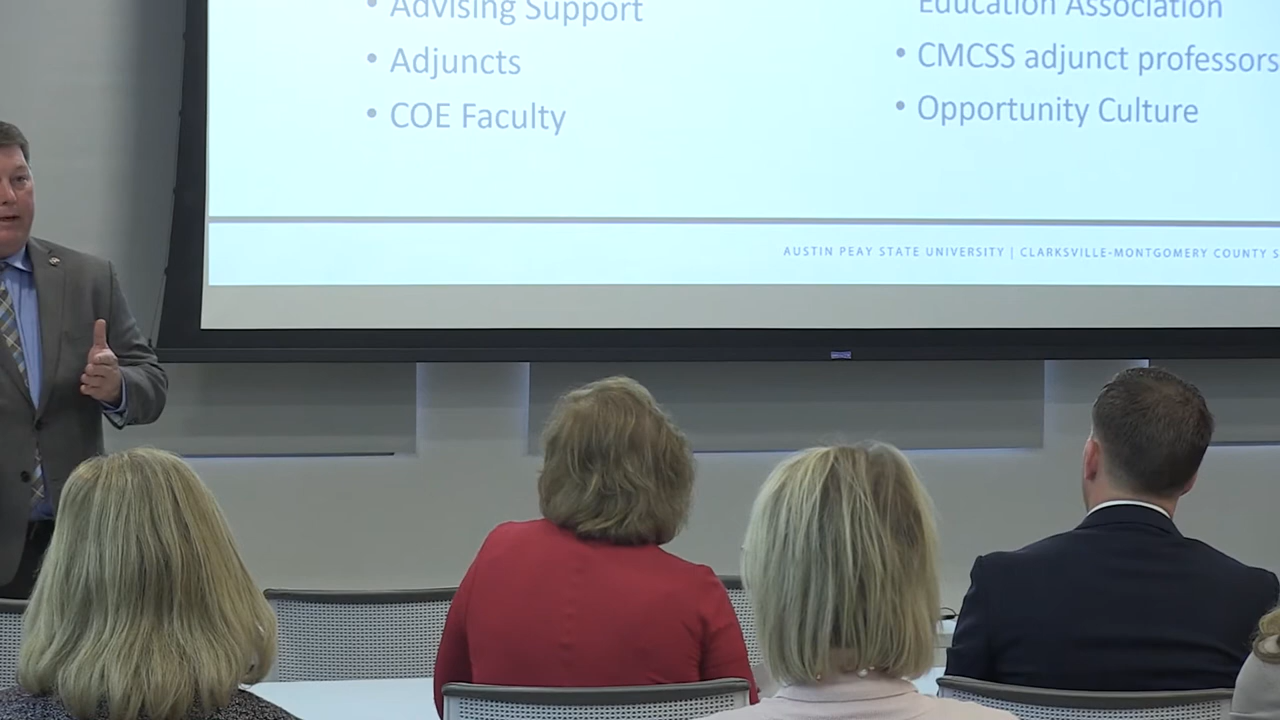 • Advising Support
• Adjuncts
• COE Faculty
Education Association
• CMCSS adjunct professors
• Opportunity Culture
AUSTIN PEAY STATE UNIVERSITY | CLARKSVILLE-MONTGOMERY COUNTY S